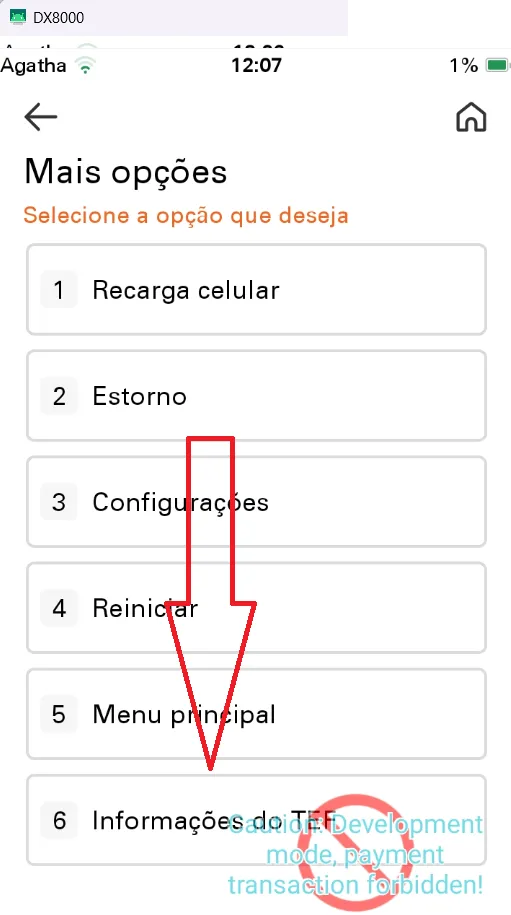 DX8000
Agatha 12:07 1%
Mais opções
Selecione a opção que deseja
1 Recarga celular
2 Estorno
3 Configurações
4 Reiniciar
5 Menu principal
6 Informações do TEF
Caution! Development
mode, payment
transaction forbidden!